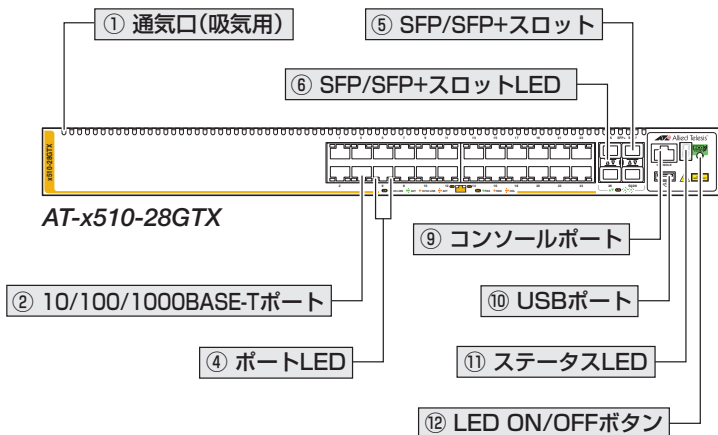 ① 通気口(吸気用)
⑤ SFP/SFP+スロット
⑥ SFP/SFP+スロットLED
Allied Telesis
x510-28GTX
AT-x510-28GTX
⑨ コンソールポート
② 10/100/1000BASE-Tポート
⑩ USBポート
④ ポートLED
⑪ ステータスLED
⑫ LED ON/OFFボタン